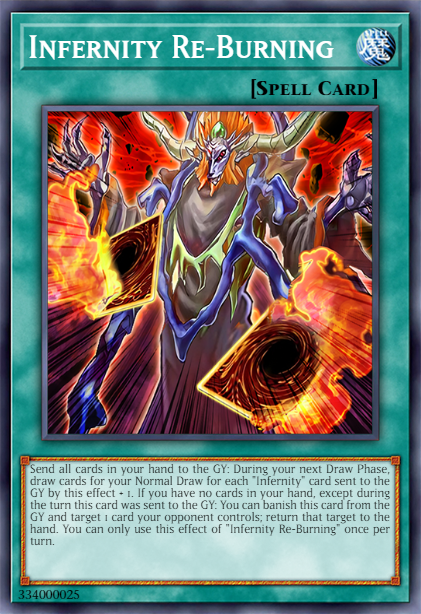 Infernity Re-Burning
魔
[Spell Card]
Send all cards in your hand to the GY: During your next Draw Phase,
draw cards for your Normal Draw for each "Infernity" card sent to the
GY by this effect + 1. If you have no cards in your hand, except during
the turn this card was sent to the GY: You can banish this card from the
GY and target 1 card your opponent controls; return that target to the
hand. You can only use this effect of "Infernity Re-Burning" once per
turn.
334000025